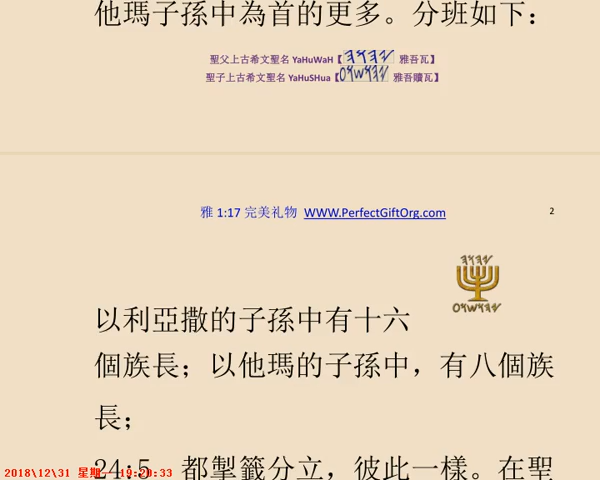 他瑪子孫中為首的更多。分班如下：
聖父上古希文聖名 YaHuWaH【𐤉𐤄𐤅𐤄 雅吾瓦】
聖子上古希文聖名 YaHuSHua【 雅吾贖瓦】
雅 1:17 完美礼物 WWW.PerfectGiftOrg.com
2
以利亞撒的子孫中有十六
個族長；以他瑪的子孫中，有八個族
長；
24:5 都掣籤分立，彼此一樣。在聖
2018\12\31 星期一 19:20:33